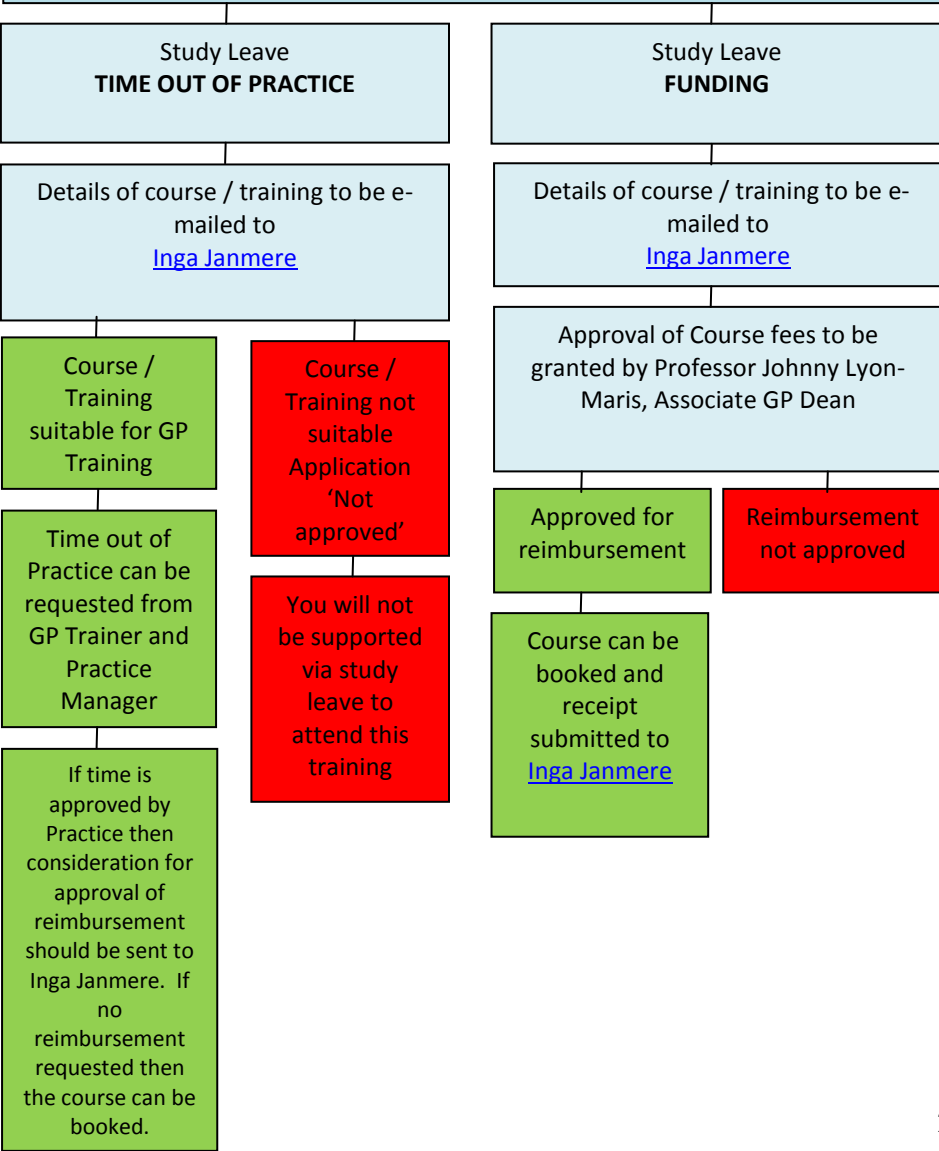 Study Leave
TIME OUT OF PRACTICE
Details of course / training to be e-
mailed to
Inga Janmere
Course /
Training
suitable for GP
Training
Time out of
Practice can be
requested from
GP Trainer and
Practice
Manager
If time is
approved by
Practice then
consideration for
approval of
reimbursement
should be sent to
Inga Janmere. If
no
reimbursement
requested then
the course can be
booked.
Course /
Training not
suitable
Application
‘Not
approved’
You will not
be supported
via study
leave to
attend this
training
Study Leave
FUNDING
Details of course / training to be e-
mailed to
Inga Janmere
Approval of Course fees to be
granted by Professor Johnny Lyon-
Maris, Associate GP Dean
Approved for
reimbursement
Course can be
booked and
receipt
submitted to
Inga Janmere
Reimbursement
not approved